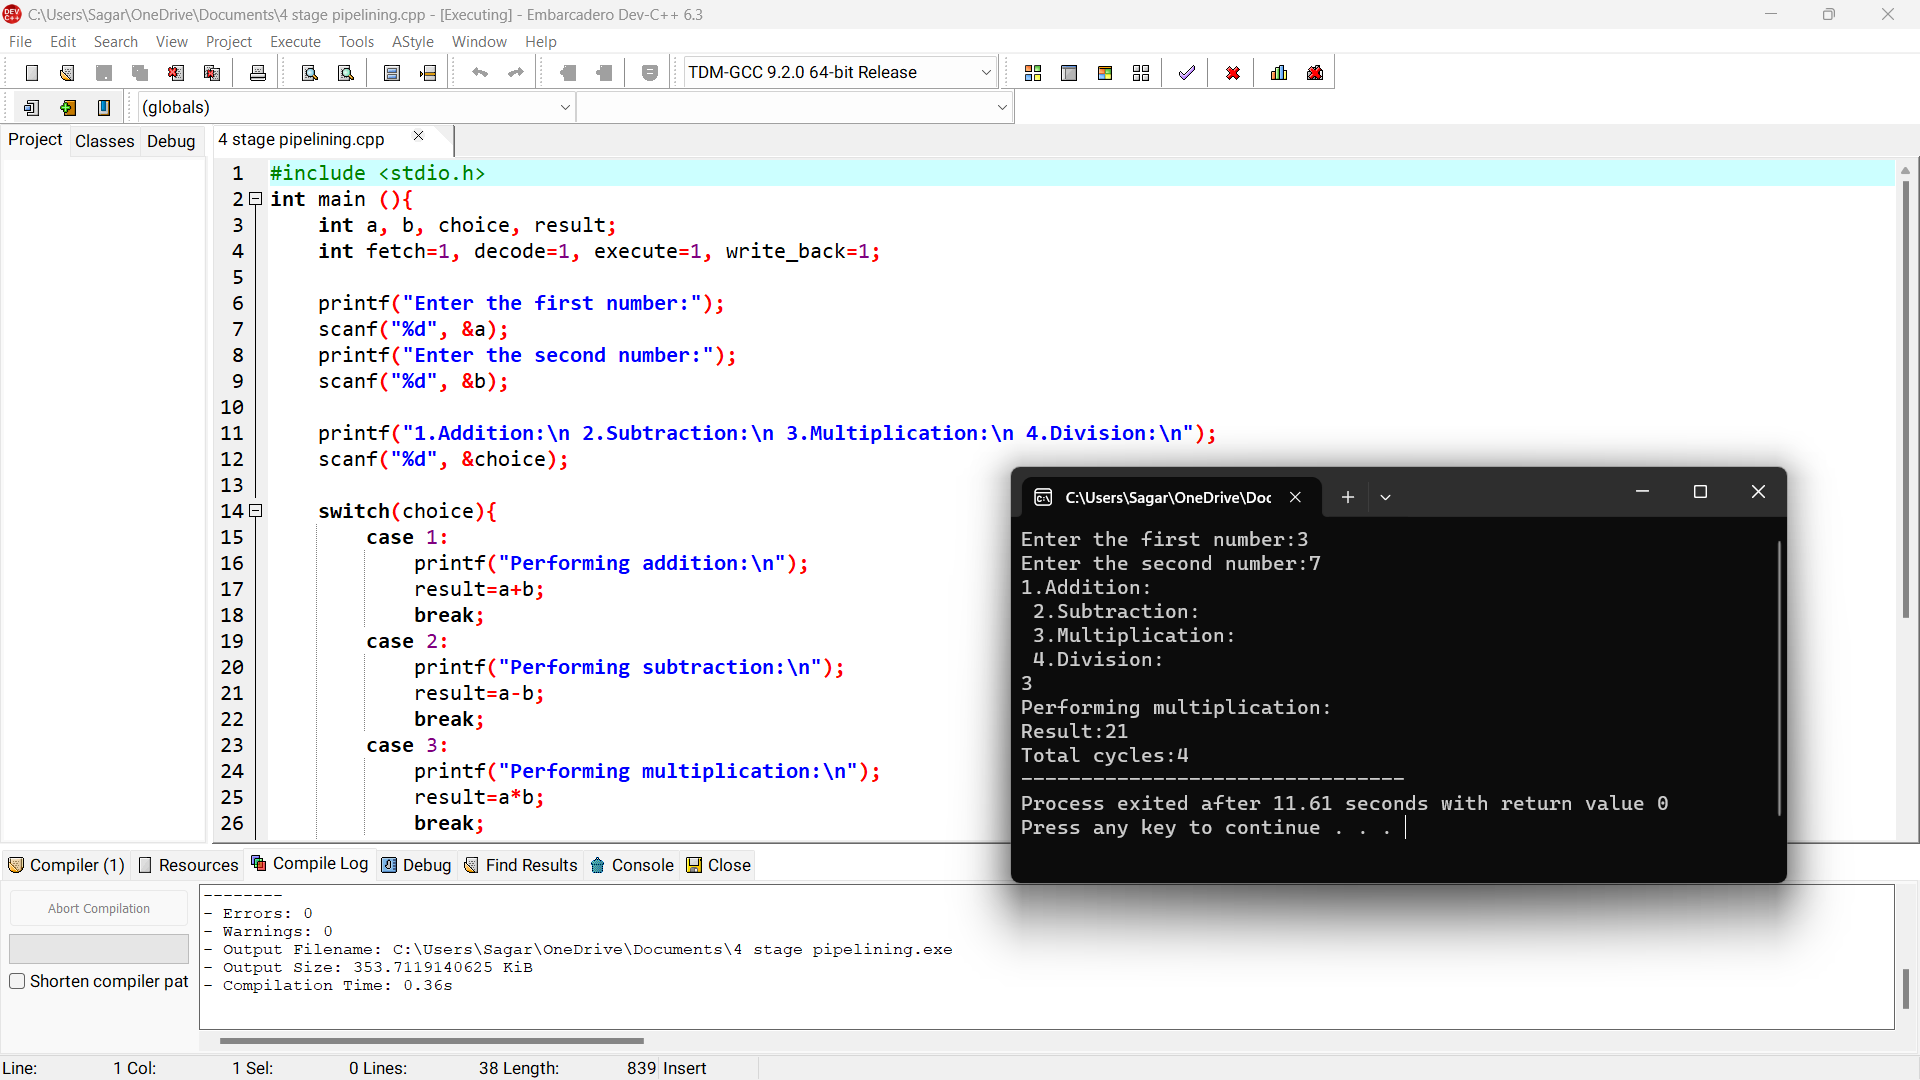 C:\Users\Sagar\OneDrive\Documents\4 stage pipelining.cpp - [Executing] - Embarcadero Dev-C++ 6.3
File Edit Search View Project Execute Tools AStyle Window Help
TDM-GCC 9.2.0 64-bit Release
(globals)
Project Classes Debug 4 stage pipelining.cpp
1 #include <stdio.h>
2 int main (){
3 int a, b, choice, result;
4 int fetch=1, decode=1, execute=1, write_back=1;
5
6 printf("Enter the first number:");
7 scanf("%d", &a);
8 printf("Enter the second number:");
9 scanf("%d", &b);
10
11 printf("1.Addition:\n 2.Subtraction:\n 3.Multiplication:\n 4.Division:\n");
12 scanf("%d", &choice);
13
14 switch(choice){
15 case 1:
16 printf("Performing addition:\n");
17 result=a+b;
18 break;
19 case 2:
20 printf("Performing subtraction:\n");
21 result=a-b;
22 break;
23 case 3:
24 printf("Performing multiplication:\n");
25 result=a*b;
26 break;
C:\Users\Sagar\OneDrive\Doc
Enter the first number:3
Enter the second number:7
1.Addition:
2.Subtraction:
3.Multiplication:
4.Division:
3
Performing multiplication:
Result:21
Total cycles:4
--------------------------------
Process exited after 11.61 seconds with return value 0
Press any key to continue . . .
Compiler (1) Resources Compile Log Debug Find Results Console Close
Abort Compilation
Shorten compiler pat
--------
- Errors: 0
- Warnings: 0
- Output Filename: C:\Users\Sagar\OneDrive\Documents\4 stage pipelining.exe
- Output Size: 353.7119140625 KiB
- Compilation Time: 0.36s
Line: 1 Col: 1 Sel: 0 Lines: 38 Length: 839 Insert